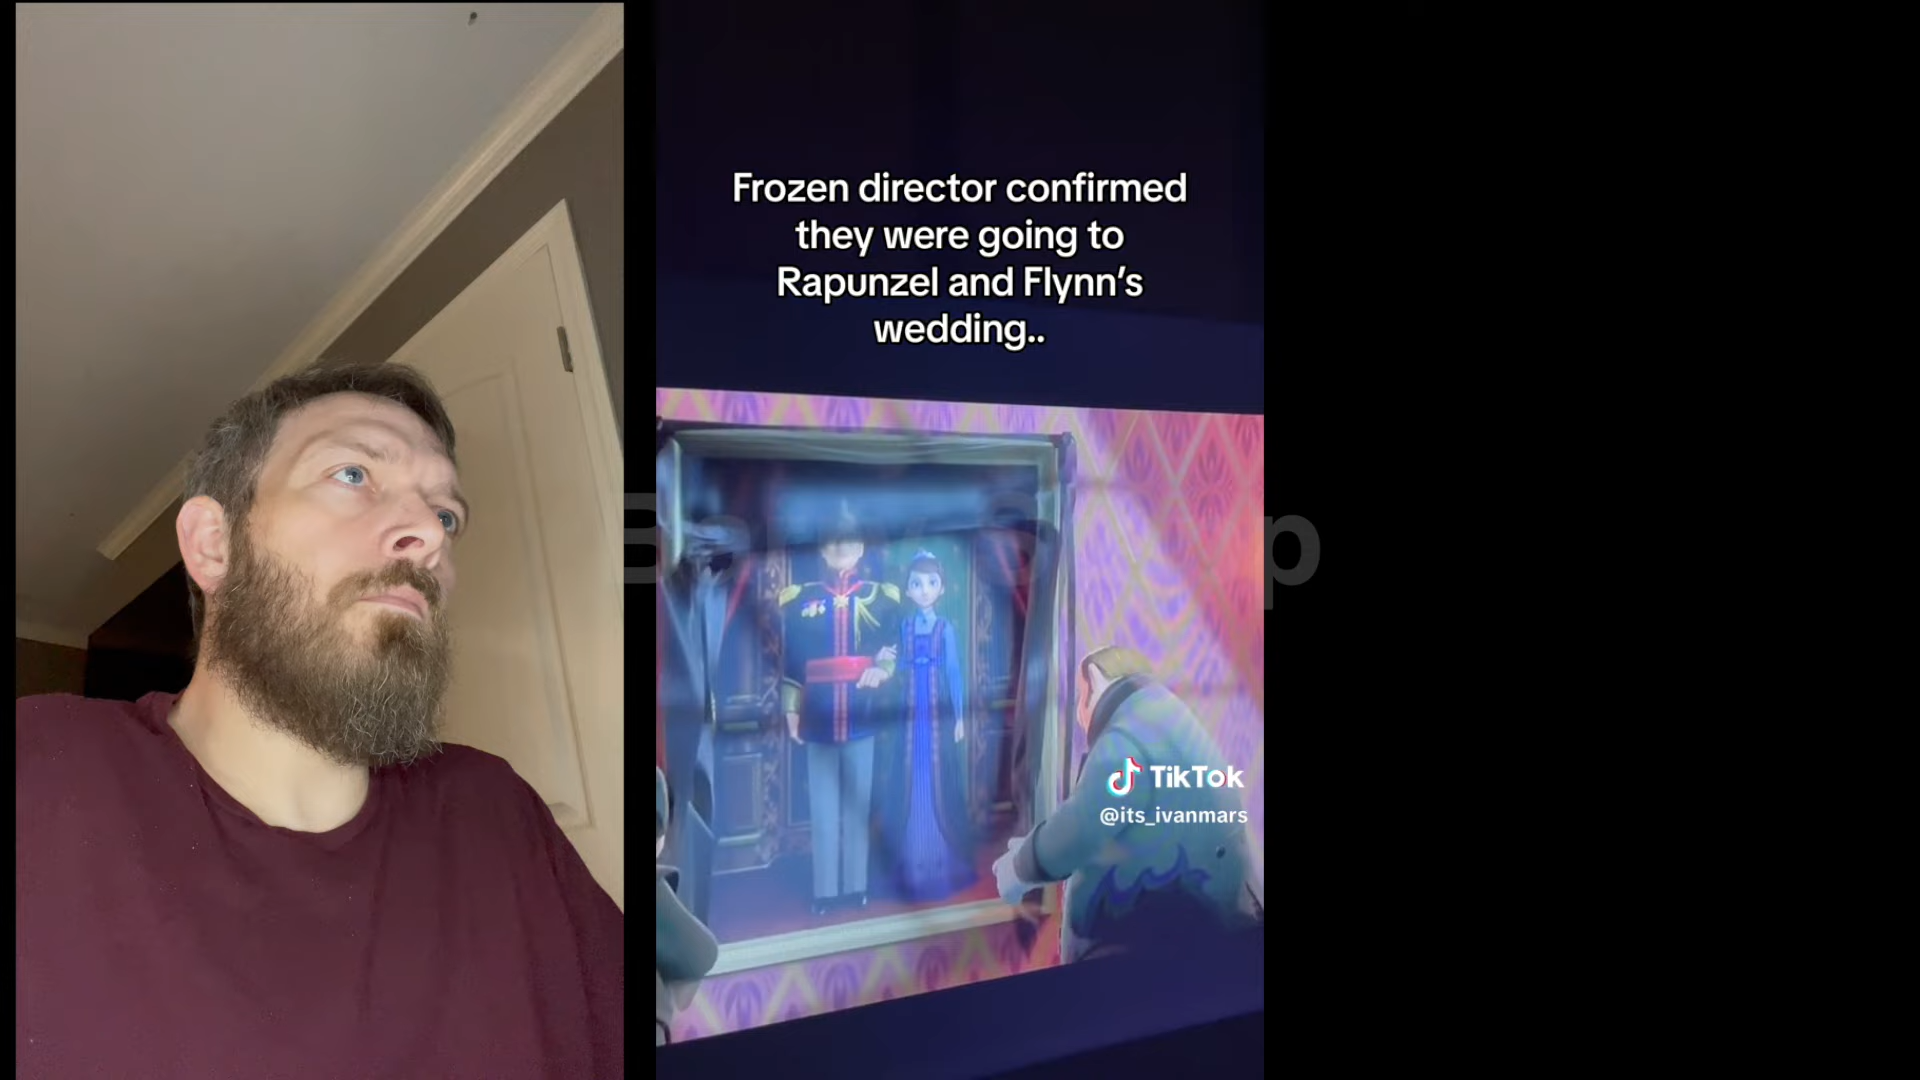 Frozen director confirmed
they were going to
Rapunzel and Flynn’s
wedding..
TikTok
@its_ivanmars